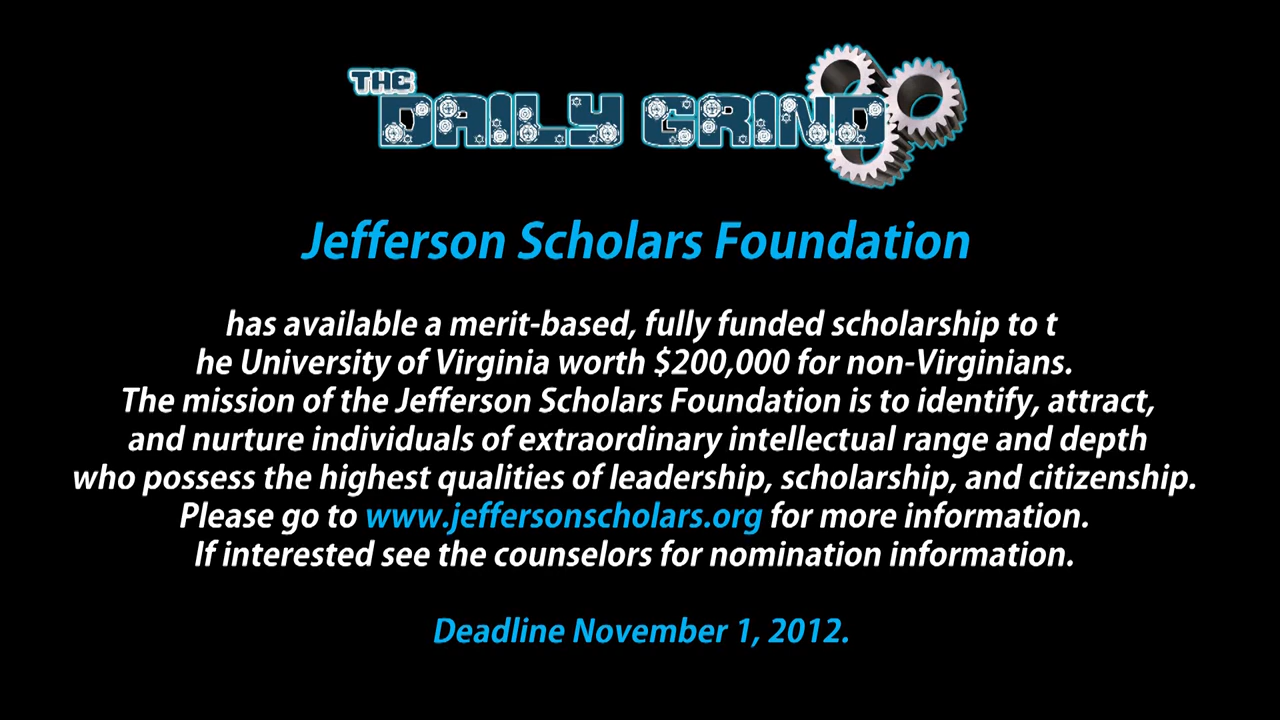 THE
DAILY GRIND
Jefferson Scholars Foundation
has available a merit-based, fully funded scholarship to t
he University of Virginia worth $200,000 for non-Virginians.
The mission of the Jefferson Scholars Foundation is to identify, attract,
and nurture individuals of extraordinary intellectual range and depth
who possess the highest qualities of leadership, scholarship, and citizenship.
Please go to www.jeffersonscholars.org for more information.
If interested see the counselors for nomination information.
Deadline November 1, 2012.